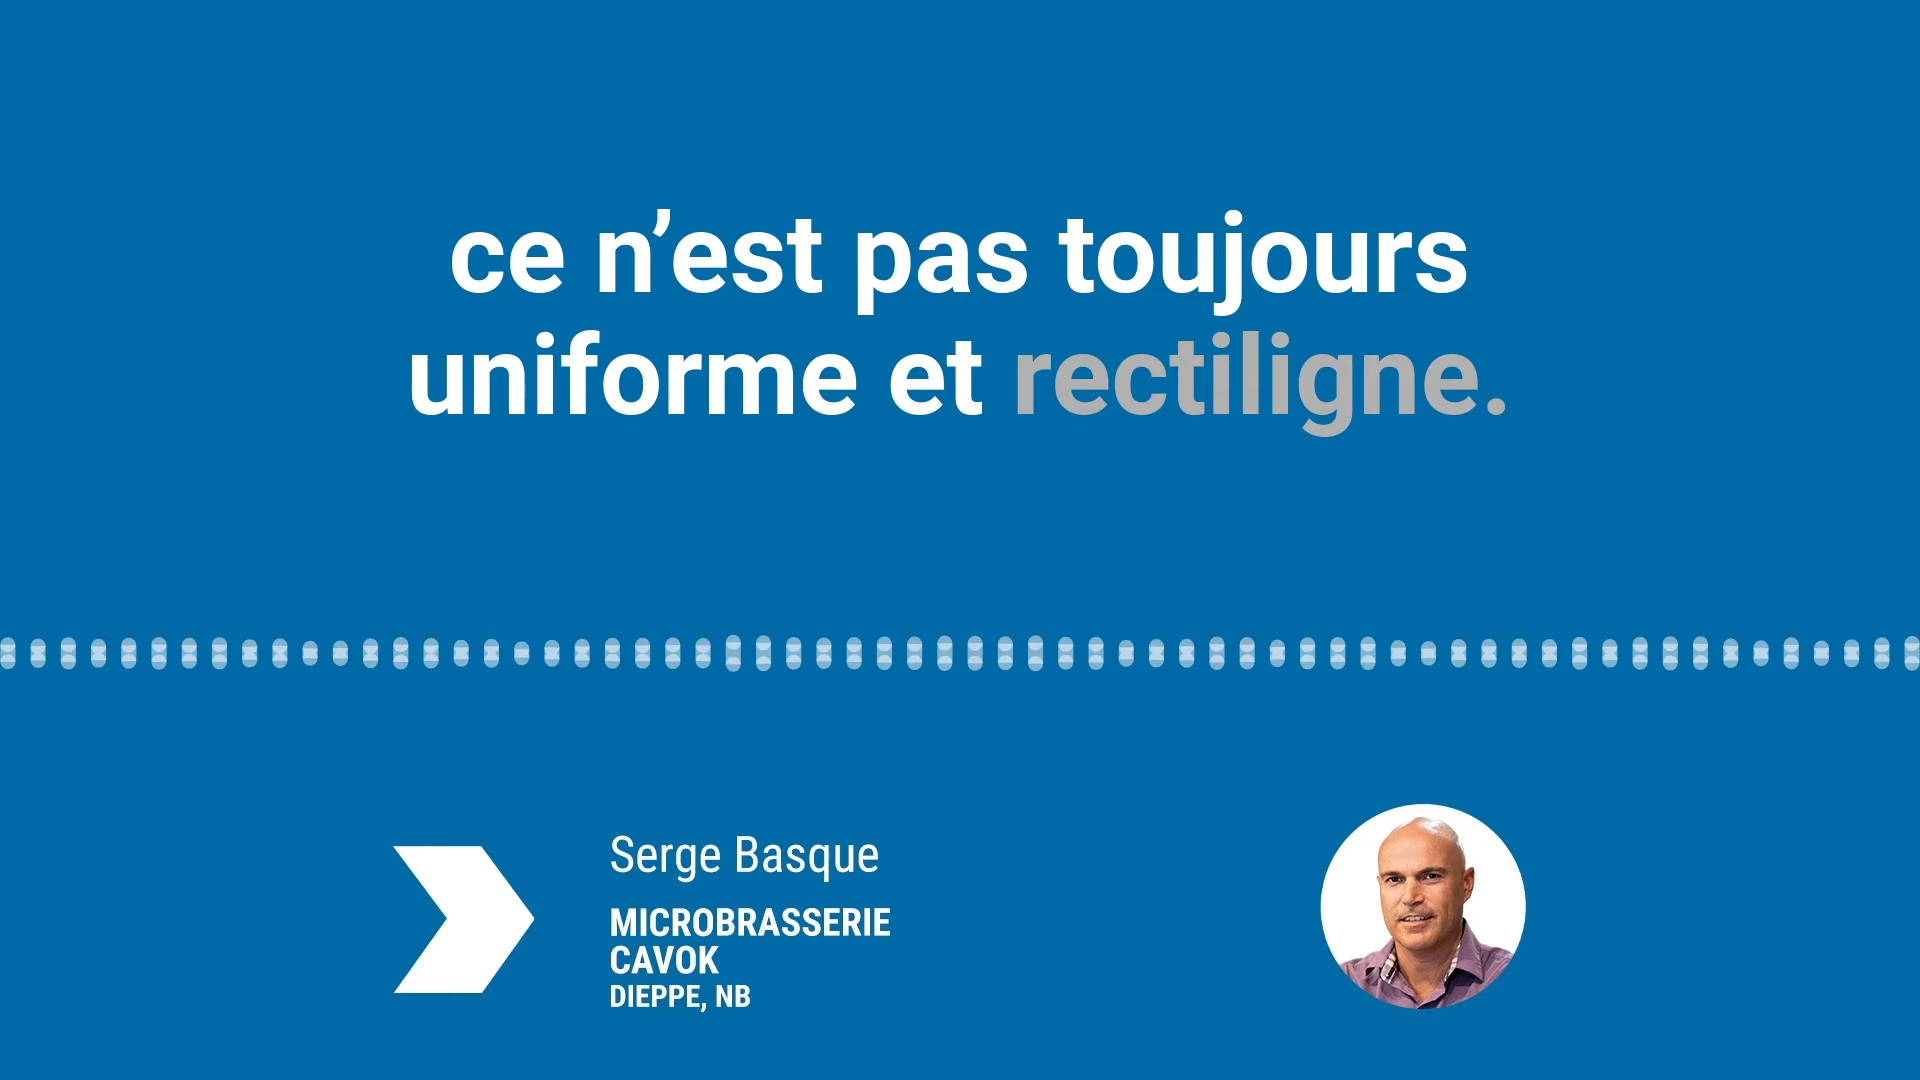 ce n’est pas toujours
uniforme et rectiligne.
Serge Basque
MICROBRASSERIE
CAVOK
DIEPPE, NB